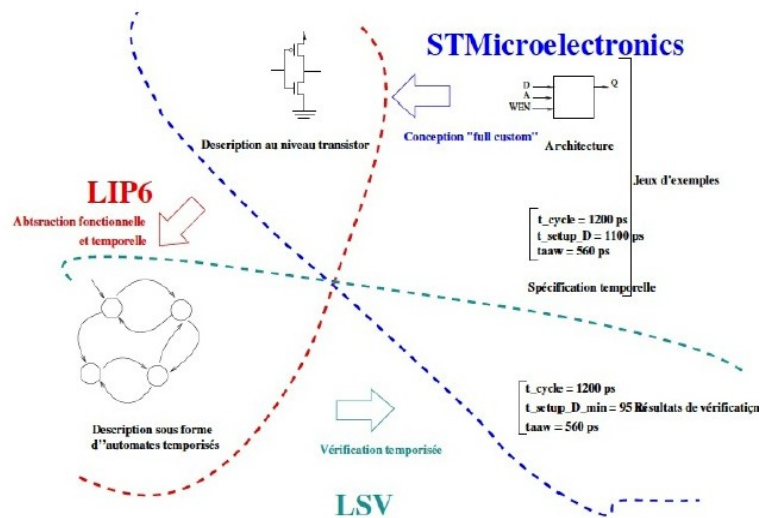 STMicroelectronics
D
A
WEN
Q
Description au niveau transistor
Conception "full custom"
Architecture
Jeux d'exemples
LIP6
Abtsraction fonctionnelle
et temporelle
t_cycle = 1200 ps
t_setup_D = 1100 ps
taaw = 560 ps
Spécification temporelle
t_cycle = 1200 ps
t_setup_D_min = 95 Résultats de vérification
taaw = 560 ps
Description sous forme
d''automates temporisés
Vérification temporisée
LSV